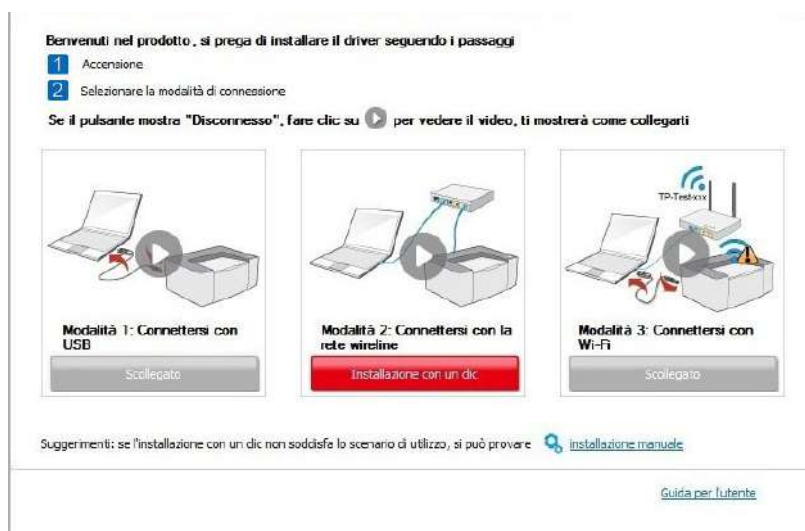 Benvenuti nel prodotto, si prega di installare il driver seguendo i passaggi
1 Accensione
2 Selezionare la modalità di connessione
Se il pulsante mostra "Disconnesso", fare clic su per vedere il video, ti mostrerà come collegarti
TP-Test-xxx
Modalità 1: Connettersi con
USB
Scollegato
Modalità 2: Connettersi con la
rete wireline
Installazione con un clic
Modalità 3: Connettersi con
Wi-Fi
Scollegato
Suggerimenti: se l'installazione con un clic non soddisfa lo scenario di utilizzo, si può provare installazione manuale
Guida per l'utente